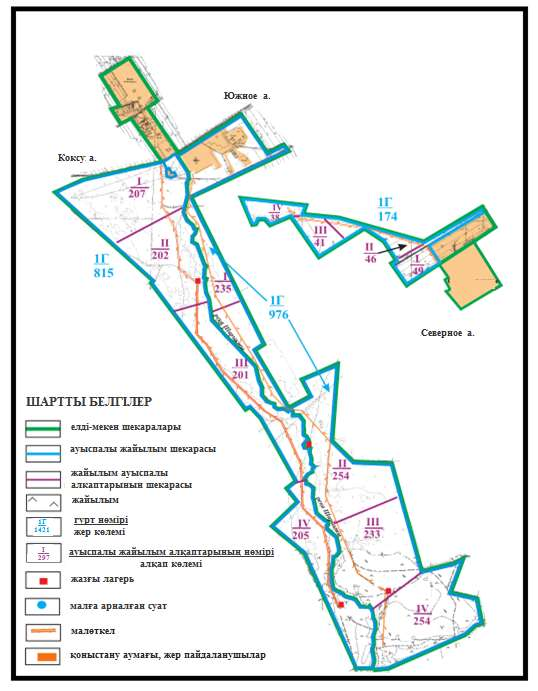 Южное а.
Коксу а.
I
207
IV
38
III
41
1Г
174
II
46
I
49
II
202
1Г
815
I
235
1Г
976
Северное а.
III
201
ШАРТТЫ БЕЛГІЛЕР
елді-мекен шекаралары
ауыспалы жайылым шекарасы
жайылым ауыспалы
алқаптарының шекарасы
жайылым
1Г
1421
гурт нөмірі
жер көлемі
I
297
ауыспалы жайылым алқаптарының нөмірі
алқап көлемі
жазғы лагерь
малға арналған суат
малөткел
қоныстану аумағы, жер пайдаланушылар
II
254
IV
205
III
233
IV
254